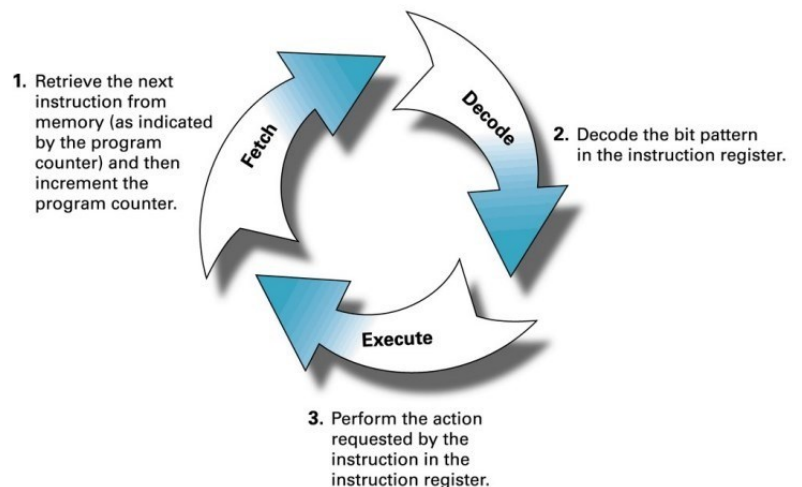 1. Retrieve the next
instruction from
memory (as indicated
by the program
counter) and then
increment the
program counter.
Fetch
Decode
2. Decode the bit pattern
in the instruction register.
Execute
3. Perform the action
requested by the
instruction in the
instruction register.